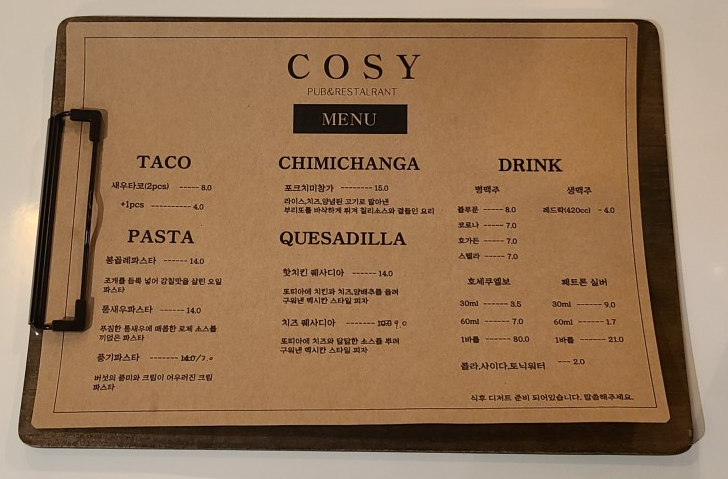 COSY
PUB&RESTALRANT
MENU
TACO
새우타코(2pcs) ----- 8.0
+1pcs ---------- 4.0
PASTA
봉골레파스타 ------ 14.0
조개를 듬뿍 넣어 감칠맛을 살린 오일
파스타
통새우파스타 ----- 14.0
푸짐한 통새우에 매콤한 로제 소스를
끼얹은 파스타
풍기파스타 -------
버섯의 풍미와 크림이 어우러진 크림
파스타
CHIMICHANGA
포크치미창가 -------- 15.0
라이스,치즈,양념된 고기로 말아낸
부리또를 바삭하게 튀겨 칠리소스와 곁들인 요리
QUESADILLA
핫치킨 퀘사디아 ------ 14.0
또띠아에 치킨과 치즈,양배추를 올려
구워낸 멕시칸 스타일 피자
치즈 퀘사디아 -------- 10.0 9.0
또띠아에 치즈와 달달한 소스를 뿌려
구워낸 멕시칸 스타일 피자
DRINK
병맥주
블루문 ----- 8.0
코로나 ----- 7.0
호가든 ----- 7.0
스텔라 ----- 7.0
생맥주
레드락(420cc) - 4.0
호세쿠엘보
30ml ------ 3.5
60ml ------ 7.0
1바틀 ----- 80.0
페트론 실버
30ml ----- 9.0
60ml ----- 1.7
1바틀 ----- 21.0
콜라,사이다,토닉워터 --- 2.0
식후 디저트 준비 되어있습니다. 말씀해주세요.